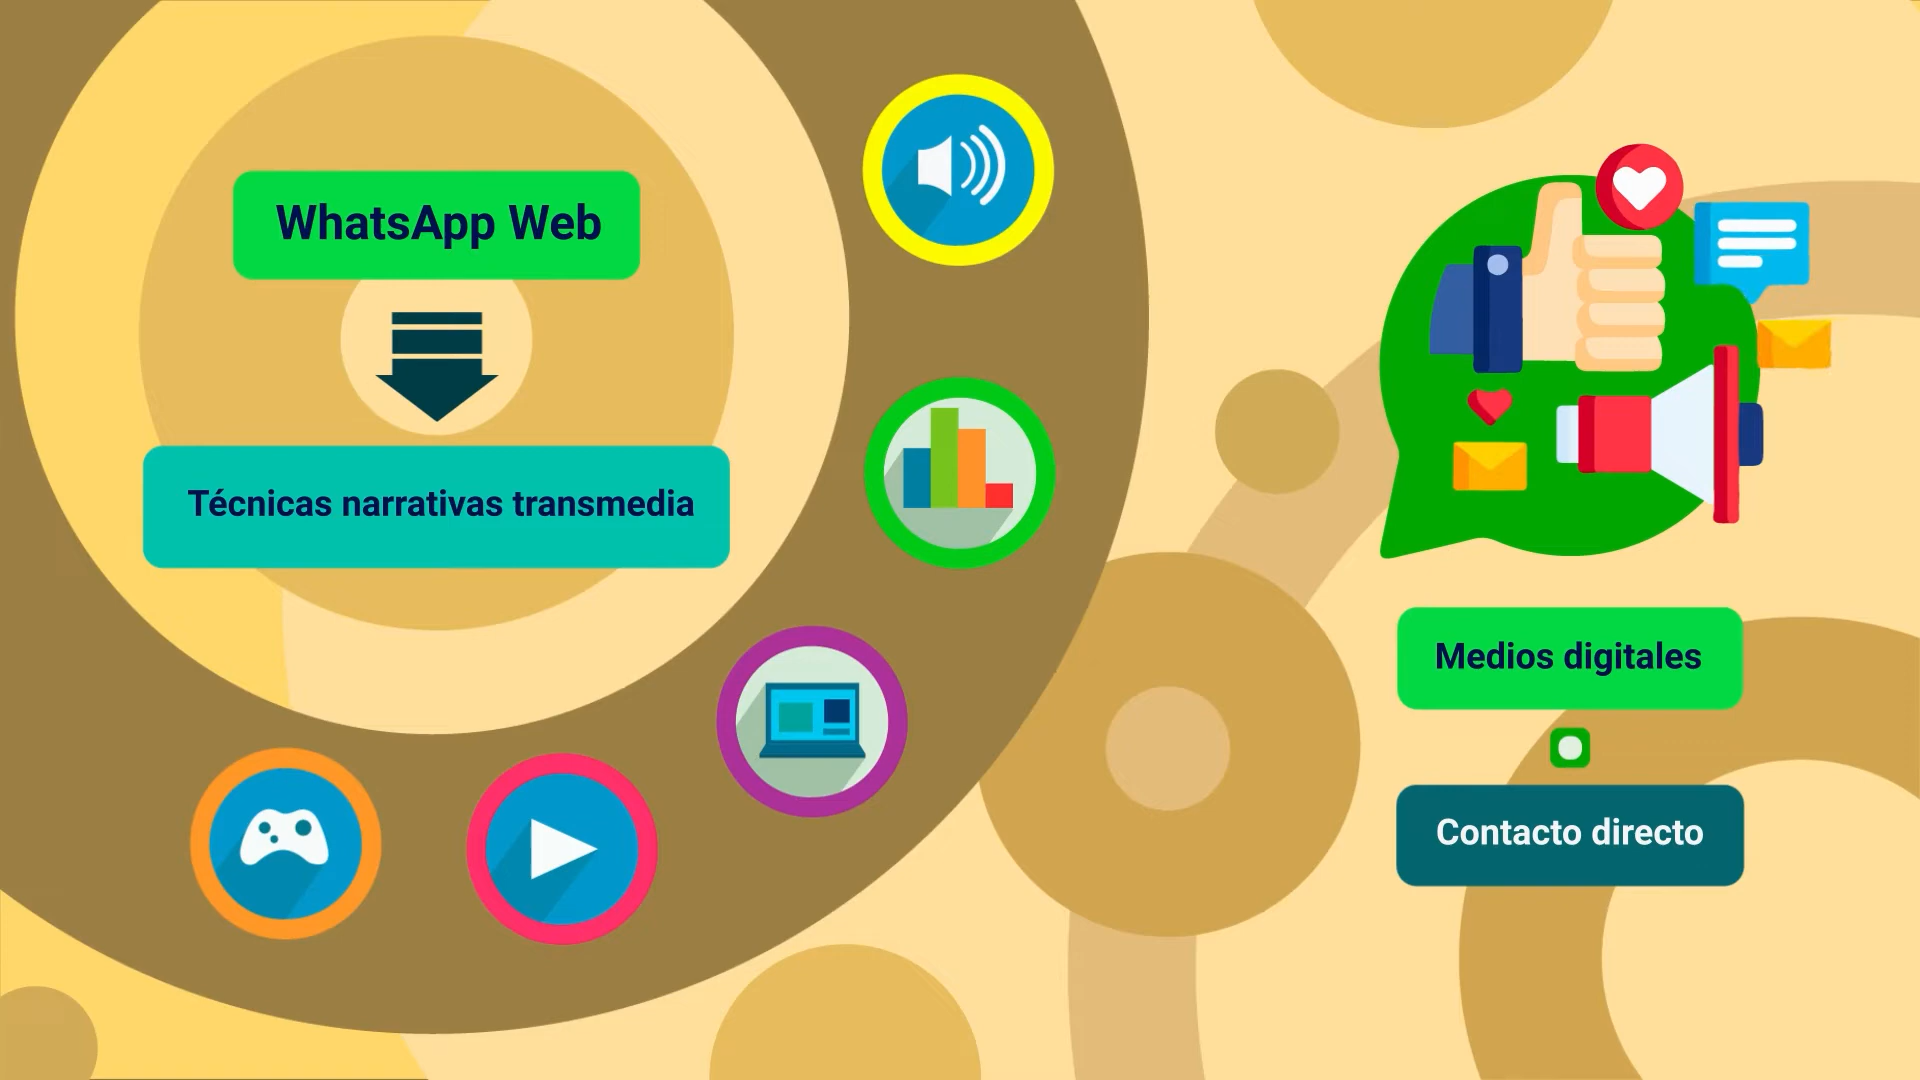 WhatsApp Web
Técnicas narrativas transmedia
Medios digitales
Contacto directo